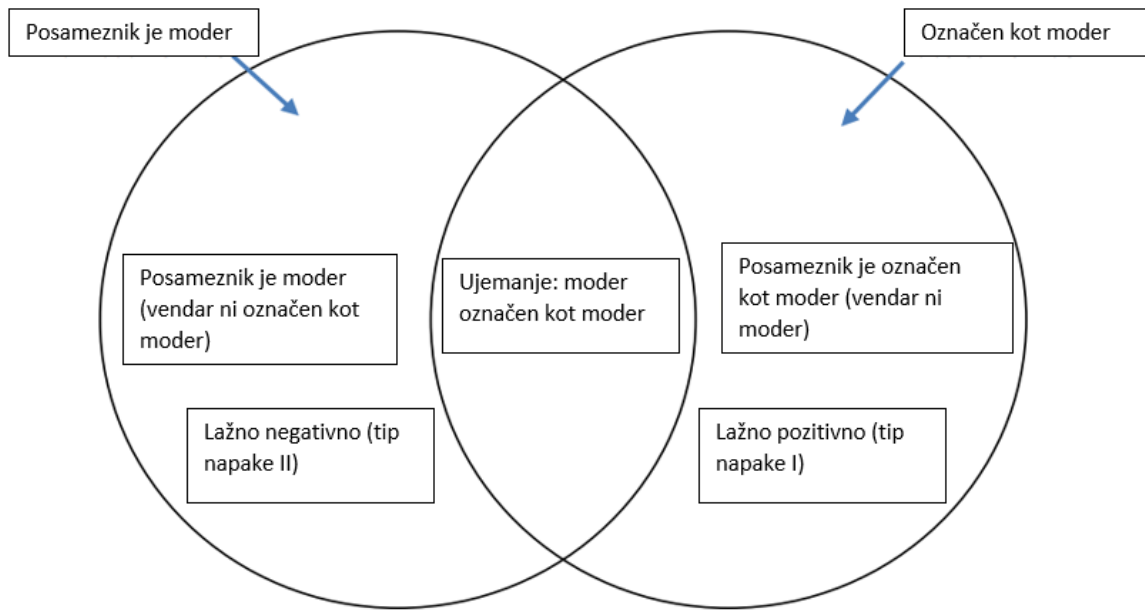 Posameznik je moder
Označen kot moder
Posameznik je moder
(vendar ni označen kot
moder)
Ujemanje: moder
označen kot moder
Posameznik je označen
kot moder (vendar ni
moder)
Lažno negativno (tip
napake II)
Lažno pozitivno (tip
napake I)